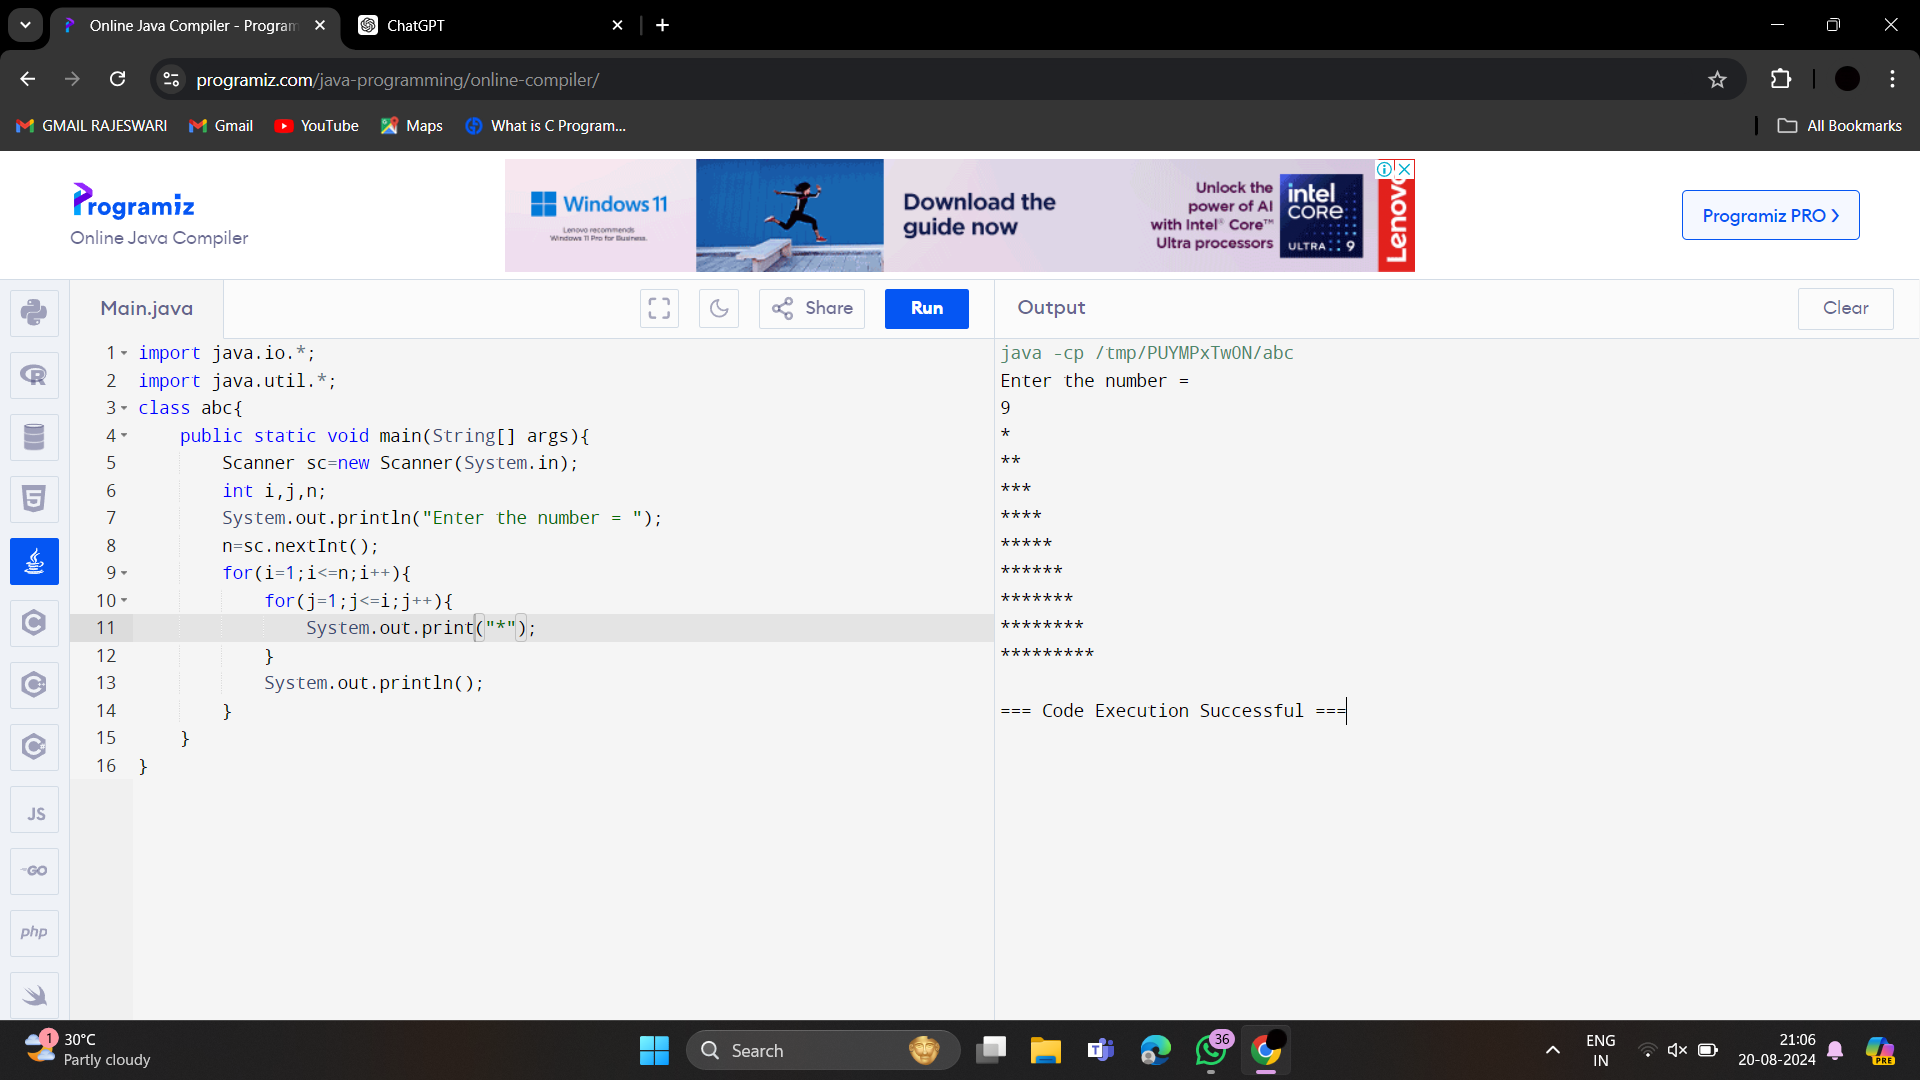 Online Java Compiler - Program
ChatGPT
programiz.com/java-programming/online-compiler/
GMAIL RAJESWARI
Gmail
YouTube
Maps
What is C Program...
All Bookmarks
Programiz
Online Java Compiler
Windows 11
Lenovo recommends
Windows 11 Pro for Business.
Download the
guide now
Unlock the
power of AI
with Intel® Core™
Ultra processors
intel
CORE
ULTRA 9
Lenovo
Programiz PRO
Main.java
Share
Run
Output
Clear
1 import java.io.*;
2 import java.util.*;
3 class abc{
4 public static void main(String[] args){
5 Scanner sc=new Scanner(System.in);
6 int i,j,n;
7 System.out.println("Enter the number = ");
8 n=sc.nextInt();
9 for(i=1;i<=n;i++){
10 for(j=1;j<=i;j++){
11 System.out.print("*");
12 }
13 System.out.println();
14 }
15 }
16 }
java -cp /tmp/PUYMPxTwON/abc
Enter the number =
9
*
**
***
****
*****
******
*******
********
*********
=== Code Execution Successful ===
R
5
C
C
C
JS
GO
php
1
30°C
Partly cloudy
Search
T
36
ENG
IN
21:06
20-08-2024
PRE